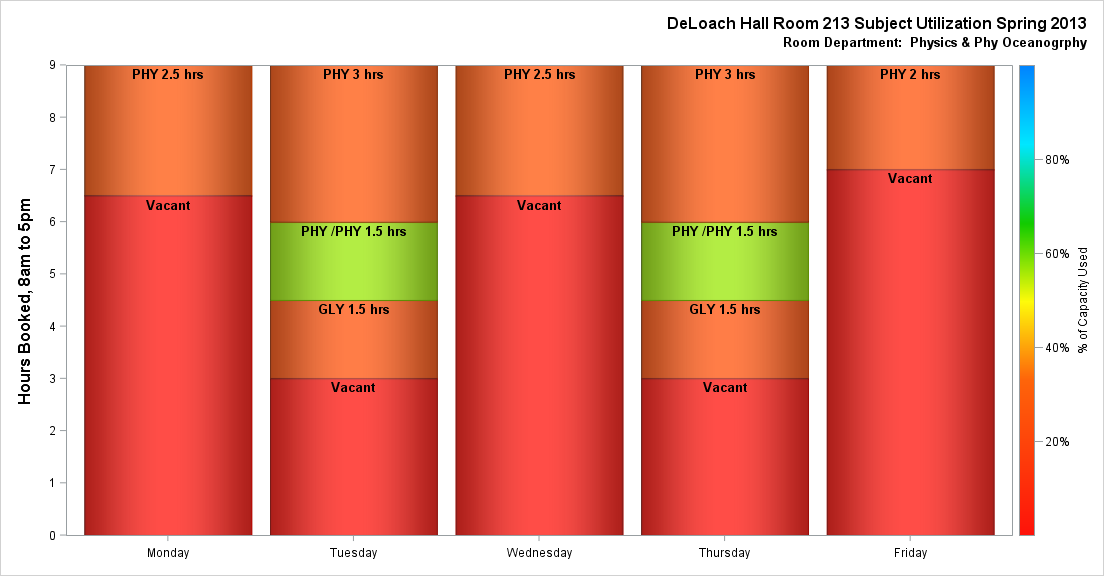 DeLoach Hall Room 213 Subject Utilization Spring 2013
Room Department:  Physics & Phy Oceanogrphy
Hours Booked, 8am to 5pm
9
8
7
6
5
4
3
2
1
0
PHY 2.5 hrs
Vacant
PHY 3 hrs
PHY /PHY 1.5 hrs
GLY 1.5 hrs
Vacant
PHY 2.5 hrs
Vacant
PHY 3 hrs
PHY /PHY 1.5 hrs
GLY 1.5 hrs
Vacant
PHY 2 hrs
Vacant
Monday
Tuesday
Wednesday
Thursday
Friday
80%
60%
40%
20%
% of Capacity Used